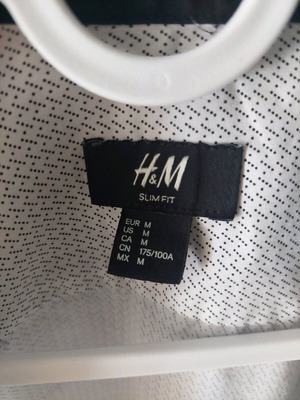 H&M
SLIM FIT
EUR M
US M
CA M
CN 175/100A
MX M